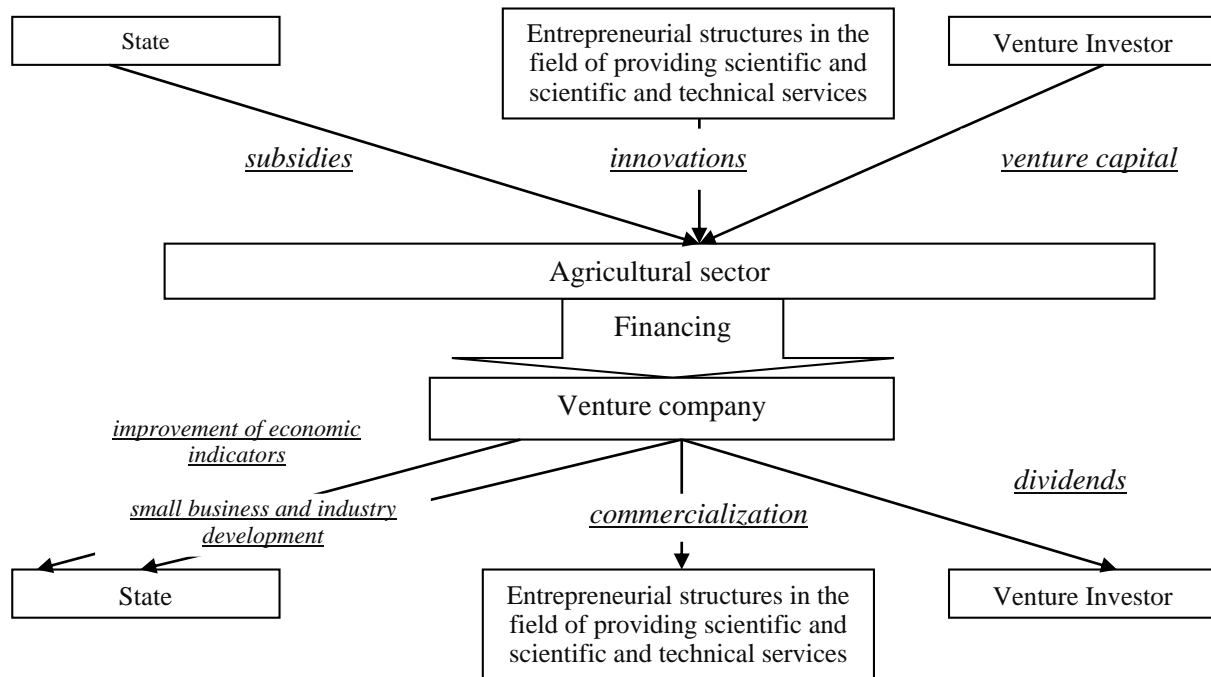 State
Entrepreneurial structures in the
field of providing scientific and
scientific and technical services
Venture Investor
subsidies
innovations
venture capital
Agricultural sector
Financing
Venture company
improvement of economic
indicators
small business and industry
development
commercialization
dividends
State
Entrepreneurial structures in the
field of providing scientific and
scientific and technical services
Venture Investor